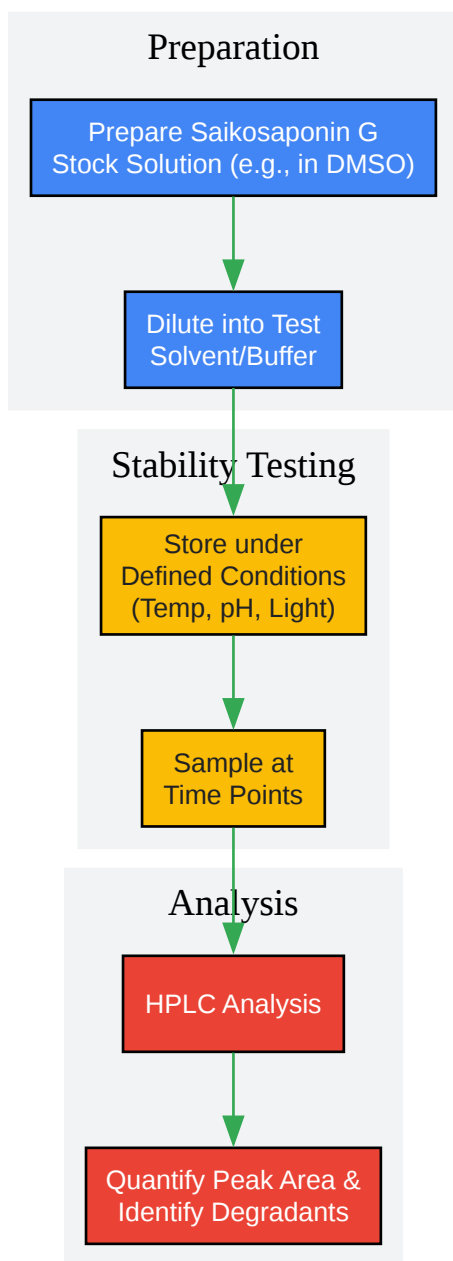 Preparation
Prepare Saikosaponin G
Stock Solution (e.g., in DMSO)
Dilute into Test
Solvent/Buffer
Stability Testing
Store under
Defined Conditions
(Temp, pH, Light)
Sample at
Time Points
Analysis
HPLC Analysis
Quantify Peak Area &
Identify Degradants